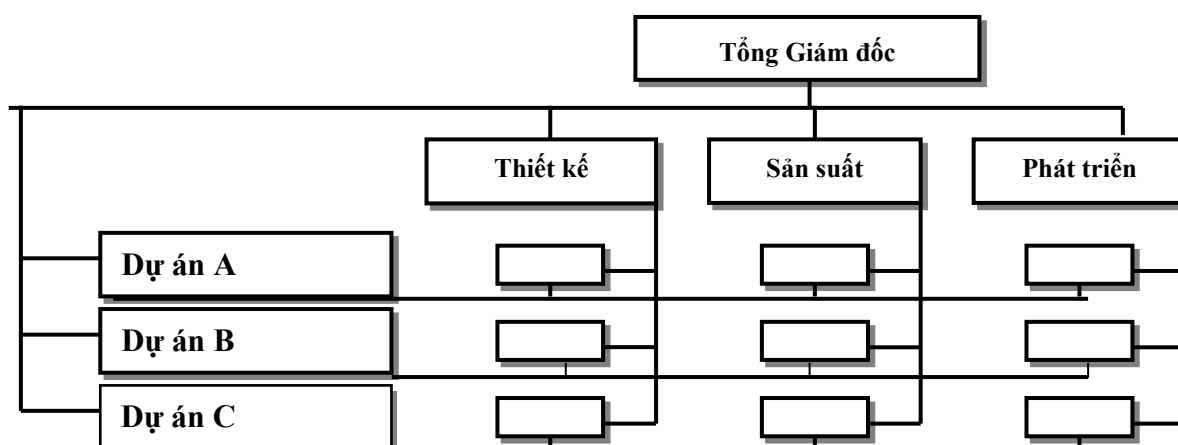 Tổng Giám đốc
Thiết kế
Sản suất
Phát triển
Dự án A
Dự án B
Dự án C